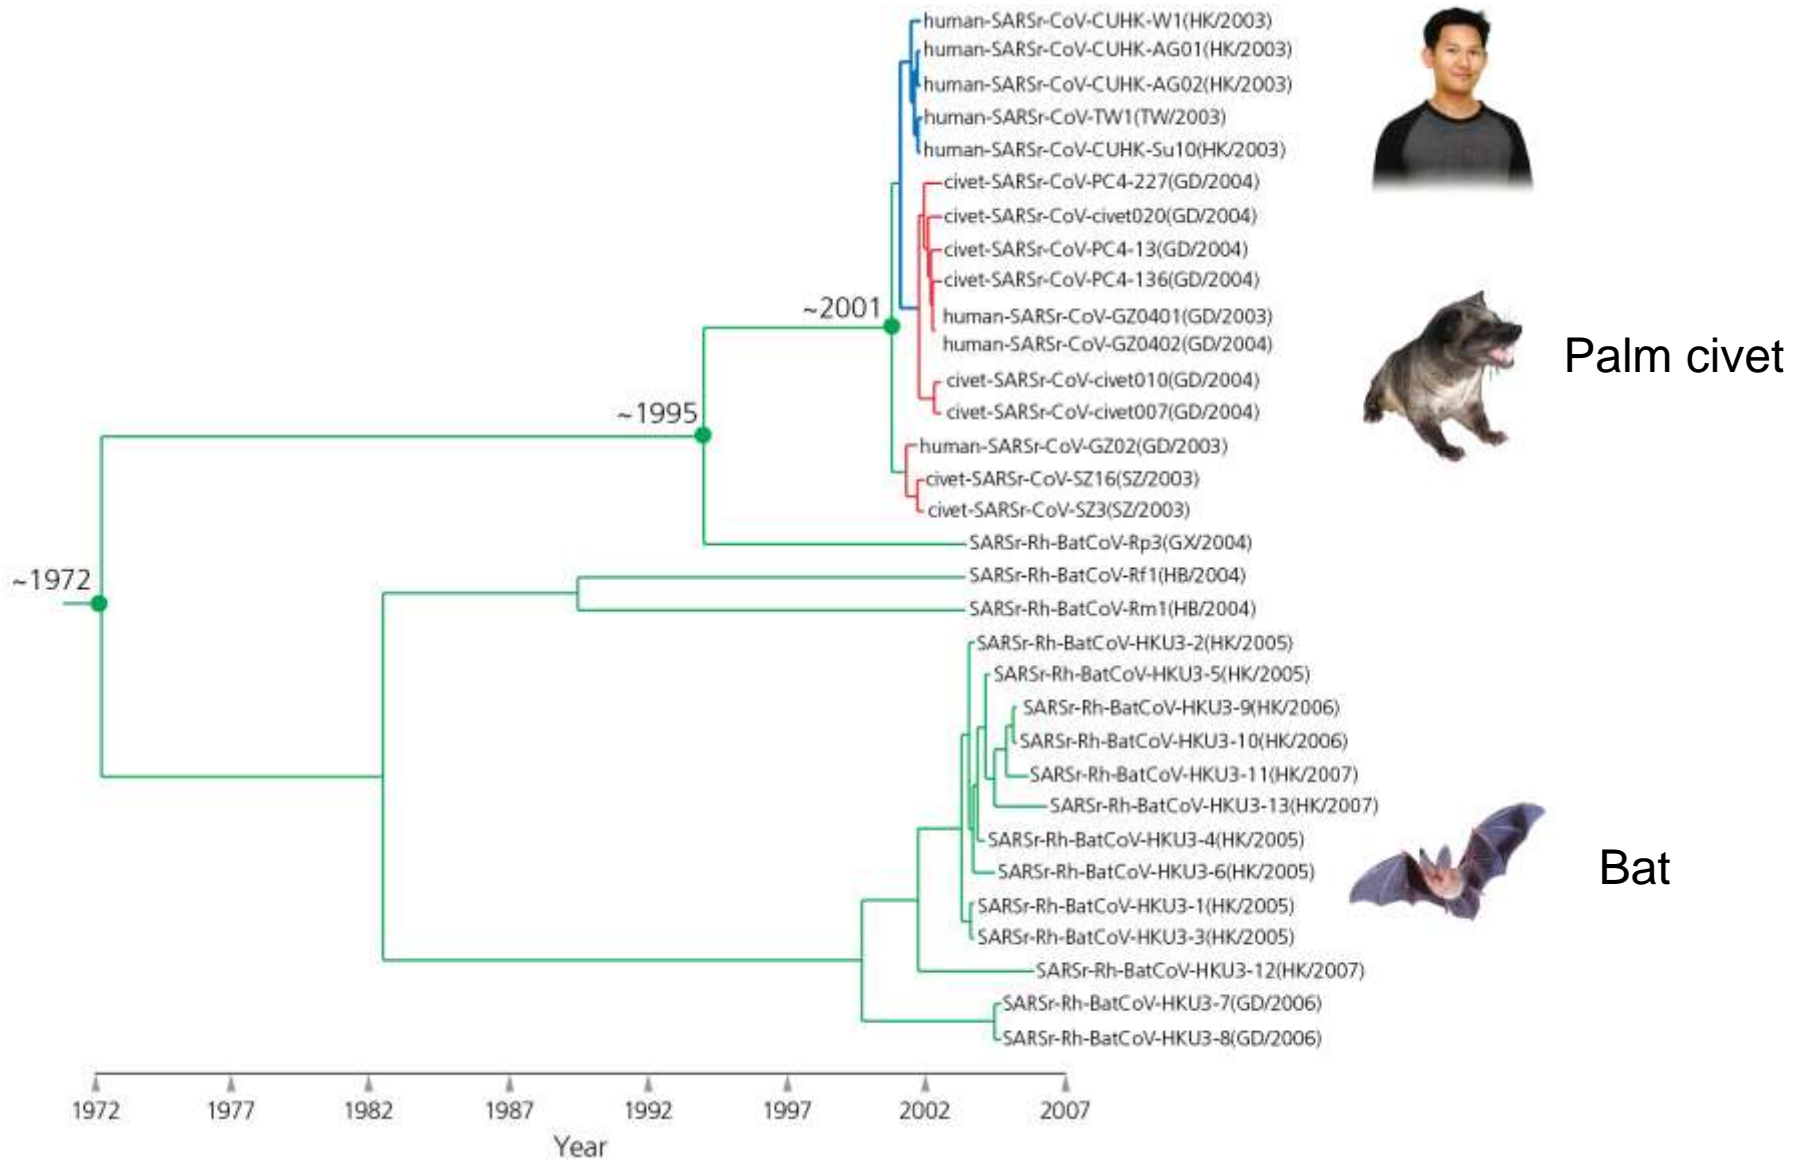 human-SARSr-CoV-CUHK-W1(HK/2003)
human-SARSr-CoV-CUHK-AG01(HK/2003)
human-SARSr-CoV-CUHK-AG02(HK/2003)
human-SARSr-CoV-TW1(TW/2003)
human-SARSr-CoV-CUHK-Su10(HK/2003)
civet-SARSr-CoV-PC4-227(GD/2004)
civet-SARSr-CoV-civet020(GD/2004)
civet-SARSr-CoV-PC4-13(GD/2004)
civet-SARSr-CoV-PC4-136(GD/2004)
~2001
human-SARSr-CoV-GZ0401(GD/2003)
human-SARSr-CoV-GZ0402(GD/2004)
Palm civet
civet-SARSr-CoV-civet010(GD/2004)
~1995
civet-SARSr-CoV-civet007(GD/2004)
human-SARSr-CoV-GZ02(GD/2003)
civet-SARSr-CoV-SZ16(SZ/2003)
civet-SARSr-CoV-SZ3(SZ/2003)
SARSr-Rh-BatCoV-Rp3(GX/2004)
~1972
SARSr-Rh-BatCoV-Rf1(HB/2004)
SARSr-Rh-BatCoV-Rm1(HB/2004)
SARSr-Rh-BatCoV-HKU3-2(HK/2005)
SARSr-Rh-BatCoV-HKU3-5(HK/2005)
SARSr-Rh-BatCoV-HKU3-9(HK/2006)
SARSr-Rh-BatCoV-HKU3-10(HK/2006)
SARSr-Rh-BatCoV-HKU3-11(HK/2007)
SARSr-Rh-BatCoV-HKU3-13(HK/2007)
SARSr-Rh-BatCoV-HKU3-4(HK/2005)
SARSr-Rh-BatCoV-HKU3-6(HK/2005)
Bat
SARSr-Rh-BatCoV-HKU3-1(HK/2005)
SARSr-Rh-BatCoV-HKU3-3(HK/2005)
SARSr-Rh-BatCoV-HKU3-12(HK/2007)
SARSr-Rh-BatCoV-HKU3-7(GD/2006)
SARSr-Rh-BatCoV-HKU3-8(GD/2006)
1972 1977 1982 1987 1992 1997 2002 2007
Year